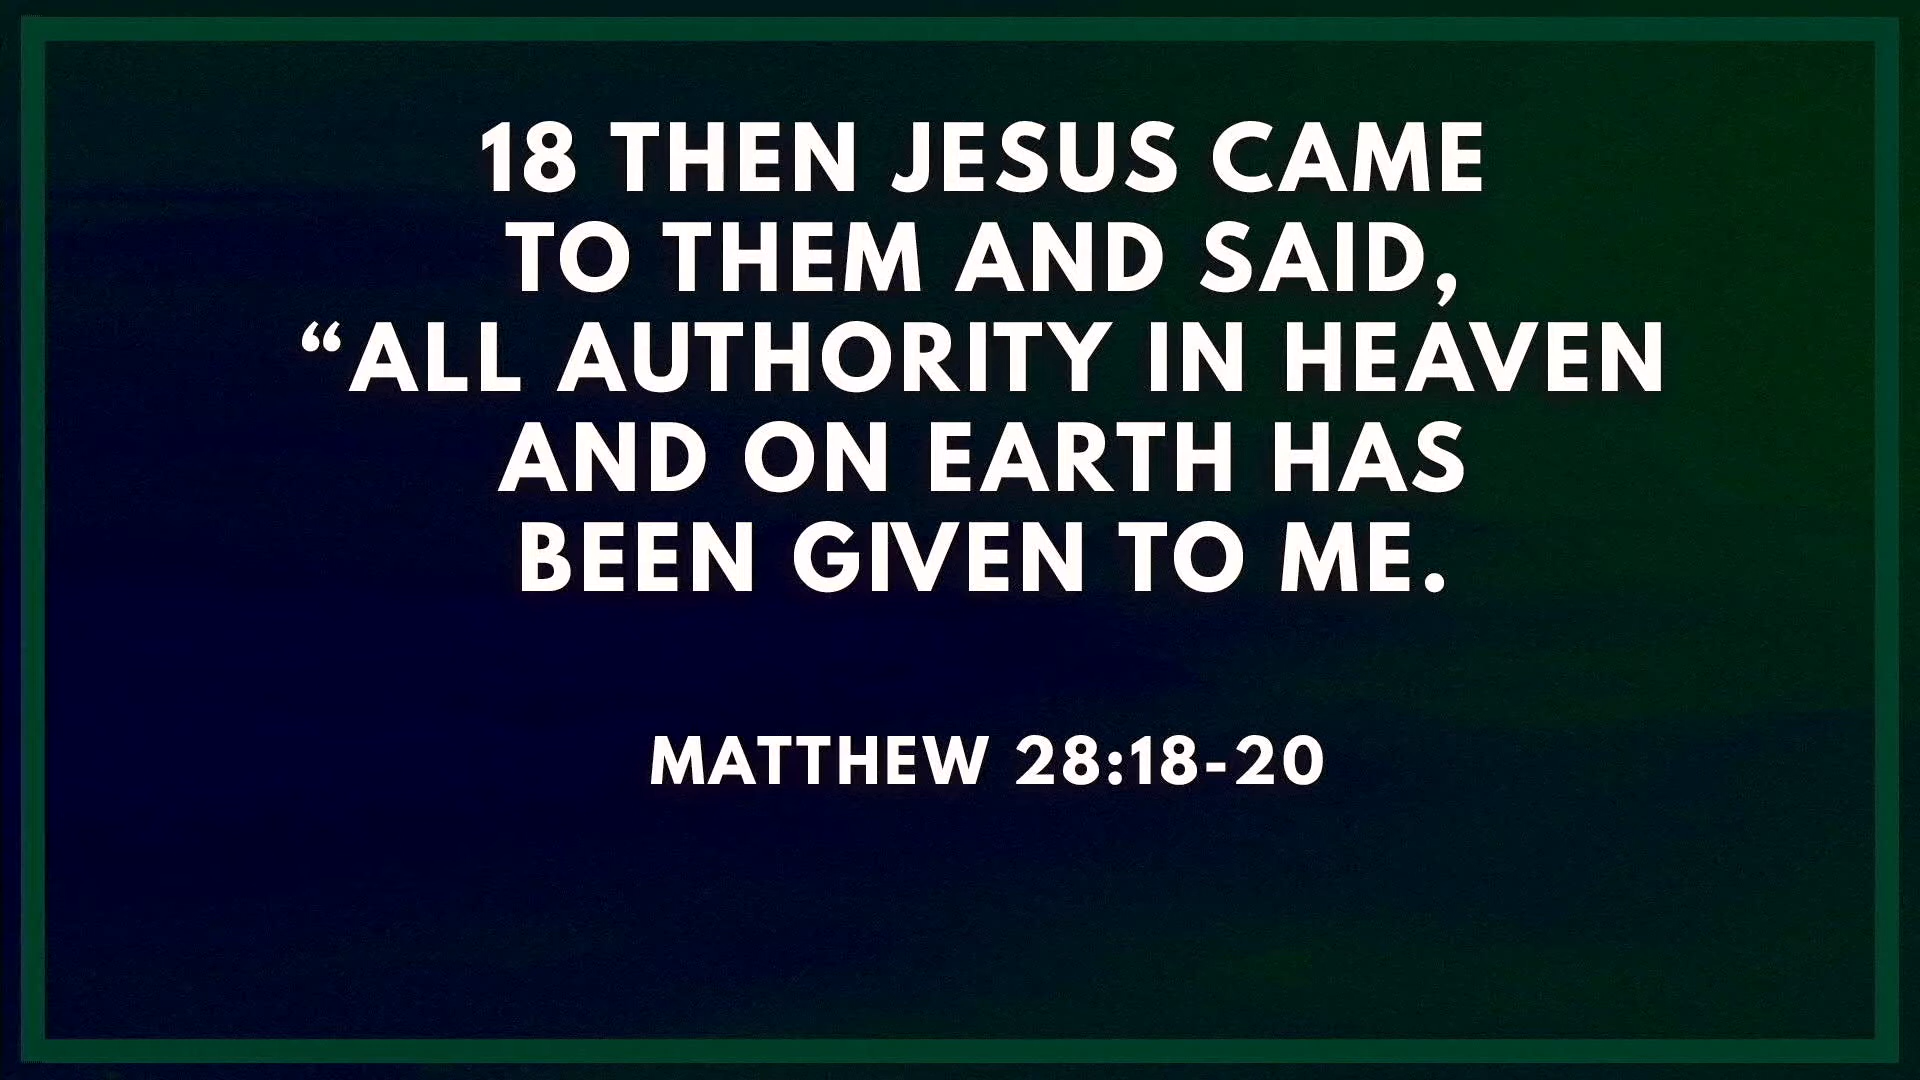 18 THEN JESUS CAME
TO THEM AND SAID,
“ALL AUTHORITY IN HEAVEN
AND ON EARTH HAS
BEEN GIVEN TO ME.
MATTHEW 28:18-20